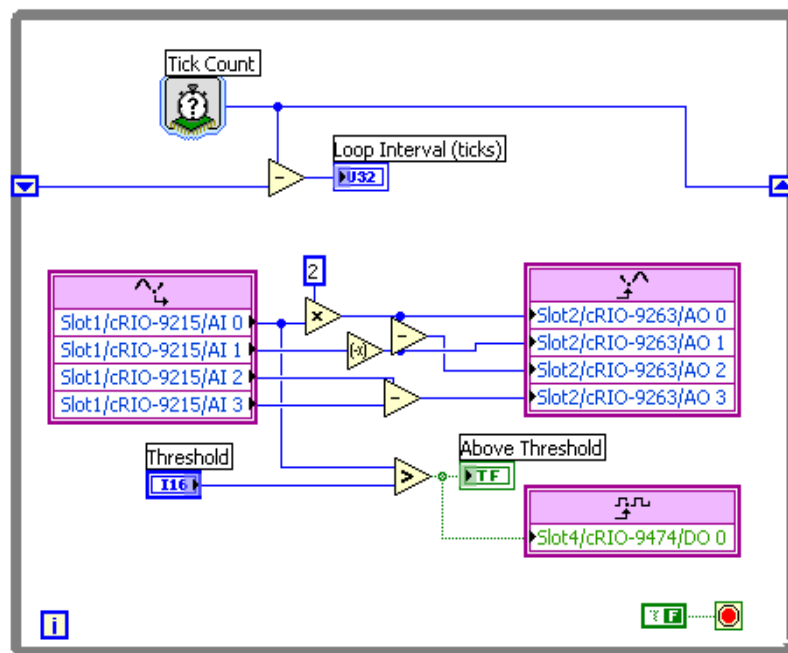 Tick Count
?
Loop Interval (ticks)
-
U32
2
Slot1/cRIO-9215/AI 0
Slot1/cRIO-9215/AI 1
Slot1/cRIO-9215/AI 2
Slot1/cRIO-9215/AI 3
x
(-x)
-
-
Slot2/cRIO-9263/AO 0
Slot2/cRIO-9263/AO 1
Slot2/cRIO-9263/AO 2
Slot2/cRIO-9263/AO 3
Threshold
I16
>
Above Threshold
TF
Slot4/cRIO-9474/DO 0
i
F